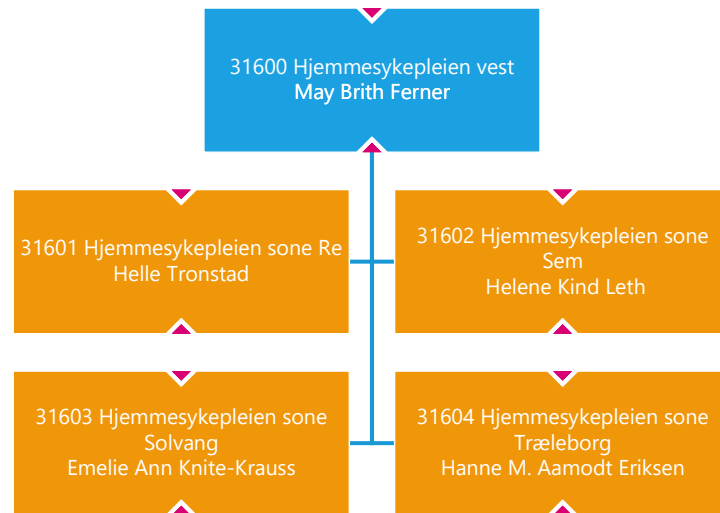 31600 Hjemmesykepleien vest
May Brith Ferner
31601 Hjemmesykepleien sone Re
Helle Tronstad
31602 Hjemmesykepleien sone
Sem
Helene Kind Leth
31603 Hjemmesykepleien sone
Solvang
Emelie Ann Knite-Krauss
31604 Hjemmesykepleien sone
Træleborg
Hanne M. Aamodt Eriksen